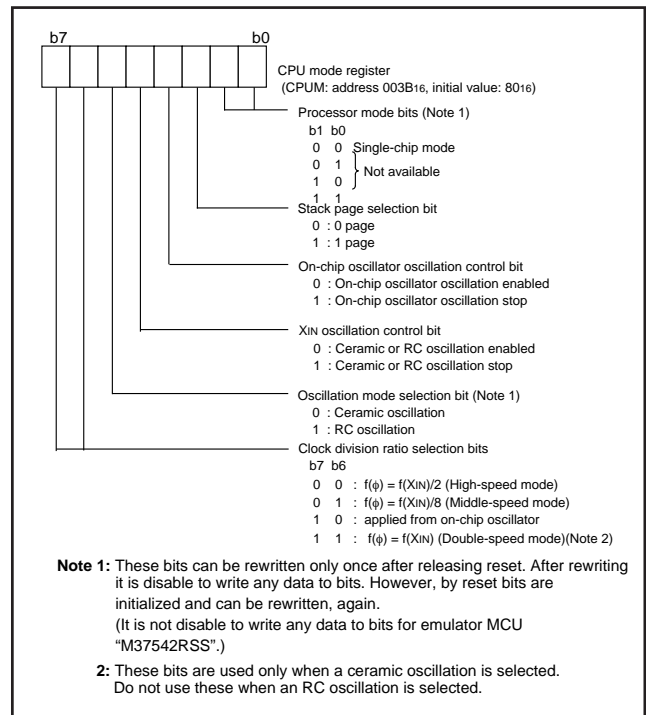 b7 b0
CPU mode register
(CPUM: address 003B16, initial value: 8016)
Processor mode bits (Note 1)
b1 b0
0 0 Single-chip mode
0 1
Not available
1 0
1 1
Stack page selection bit
0 : 0 page
1 : 1 page
On-chip oscillator oscillation control bit
0 : On-chip oscillator oscillation enabled
1 : On-chip oscillator oscillation stop
XIN oscillation control bit
0 : Ceramic or RC oscillation enabled
1 : Ceramic or RC oscillation stop
Oscillation mode selection bit (Note 1)
0 : Ceramic oscillation
1 : RC oscillation
Clock division ratio selection bits
b7 b6
0 0 : f(φ) = f(XIN)/2 (High-speed mode)
0 1 : f(φ) = f(XIN)/8 (Middle-speed mode)
1 0 : applied from on-chip oscillator
1 1 : f(φ) = f(XIN) (Double-speed mode)(Note 2)
Note 1: These bits can be rewritten only once after releasing reset. After rewriting
it is disable to write any data to bits. However, by reset bits are
initialized and can be rewritten, again.
(It is not disable to write any data to bits for emulator MCU
“M37542RSS”.)
2: These bits are used only when a ceramic oscillation is selected.
Do not use these when an RC oscillation is selected.